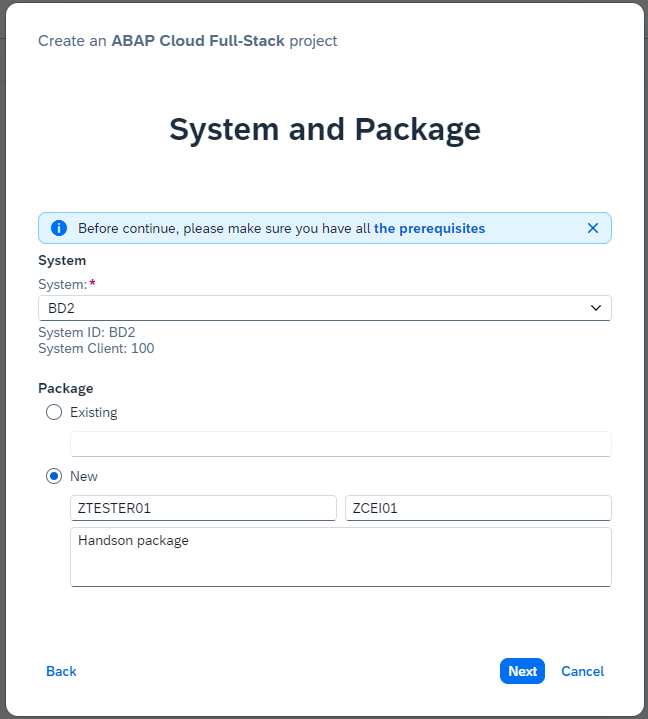 Create an ABAP Cloud Full-Stack project
System and Package
Before continue, please make sure you have all the prerequisites
System
System:*
BD2
System ID: BD2
System Client: 100
Package
Existing
New
ZTESTER01 ZCEI01
Handson package
Back Next Cancel